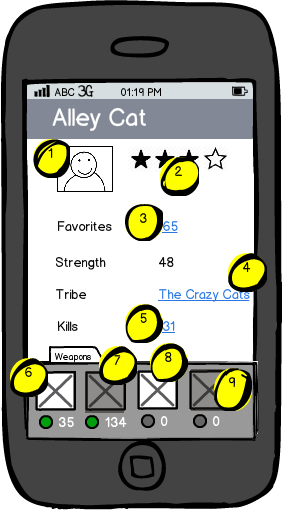 ABC 3G 01:19 PM
Alley Cat
1
2
3
Favorites 65
Strength 48
4
Tribe The Crazy Cats
5
Kills 31
Weapons
6 7 8 9
35 134 0 0